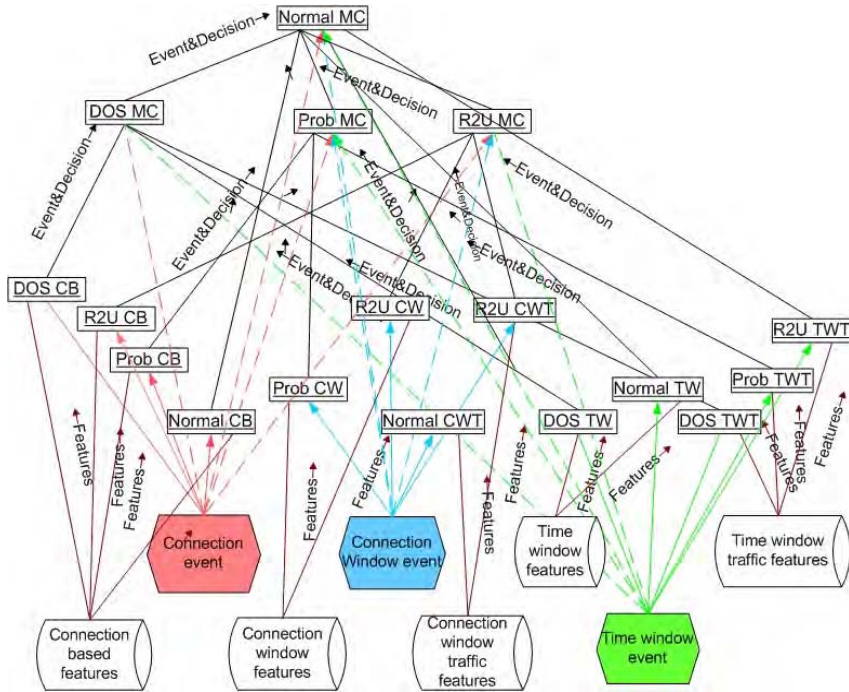 Normal MC
Event&Decision
Event&Decision
DOS MC
Prob MC
R2U MC
Event&Decision
Event&Decision
Event&Decision
Event&Decision
Event&Decision
Event&Decision
Event&Decision
Event&Decision
Event&Decision
DOS CB
R2U CB
Prob CB
R2U CW
R2U CWT
R2U TWT
Prob CW
Normal TW
Prob TWT
Normal CB
Normal CWT
DOS TW
DOS TWT
Features
Features
Features
Features
Features
Features
Features
Features
Features
Features
Features
Features
Connection
event
Connection
Window event
Time
window
features
Time window
traffic features
Connection
based features
Connection
window
features
Connection
window
traffic
features
Time window
event